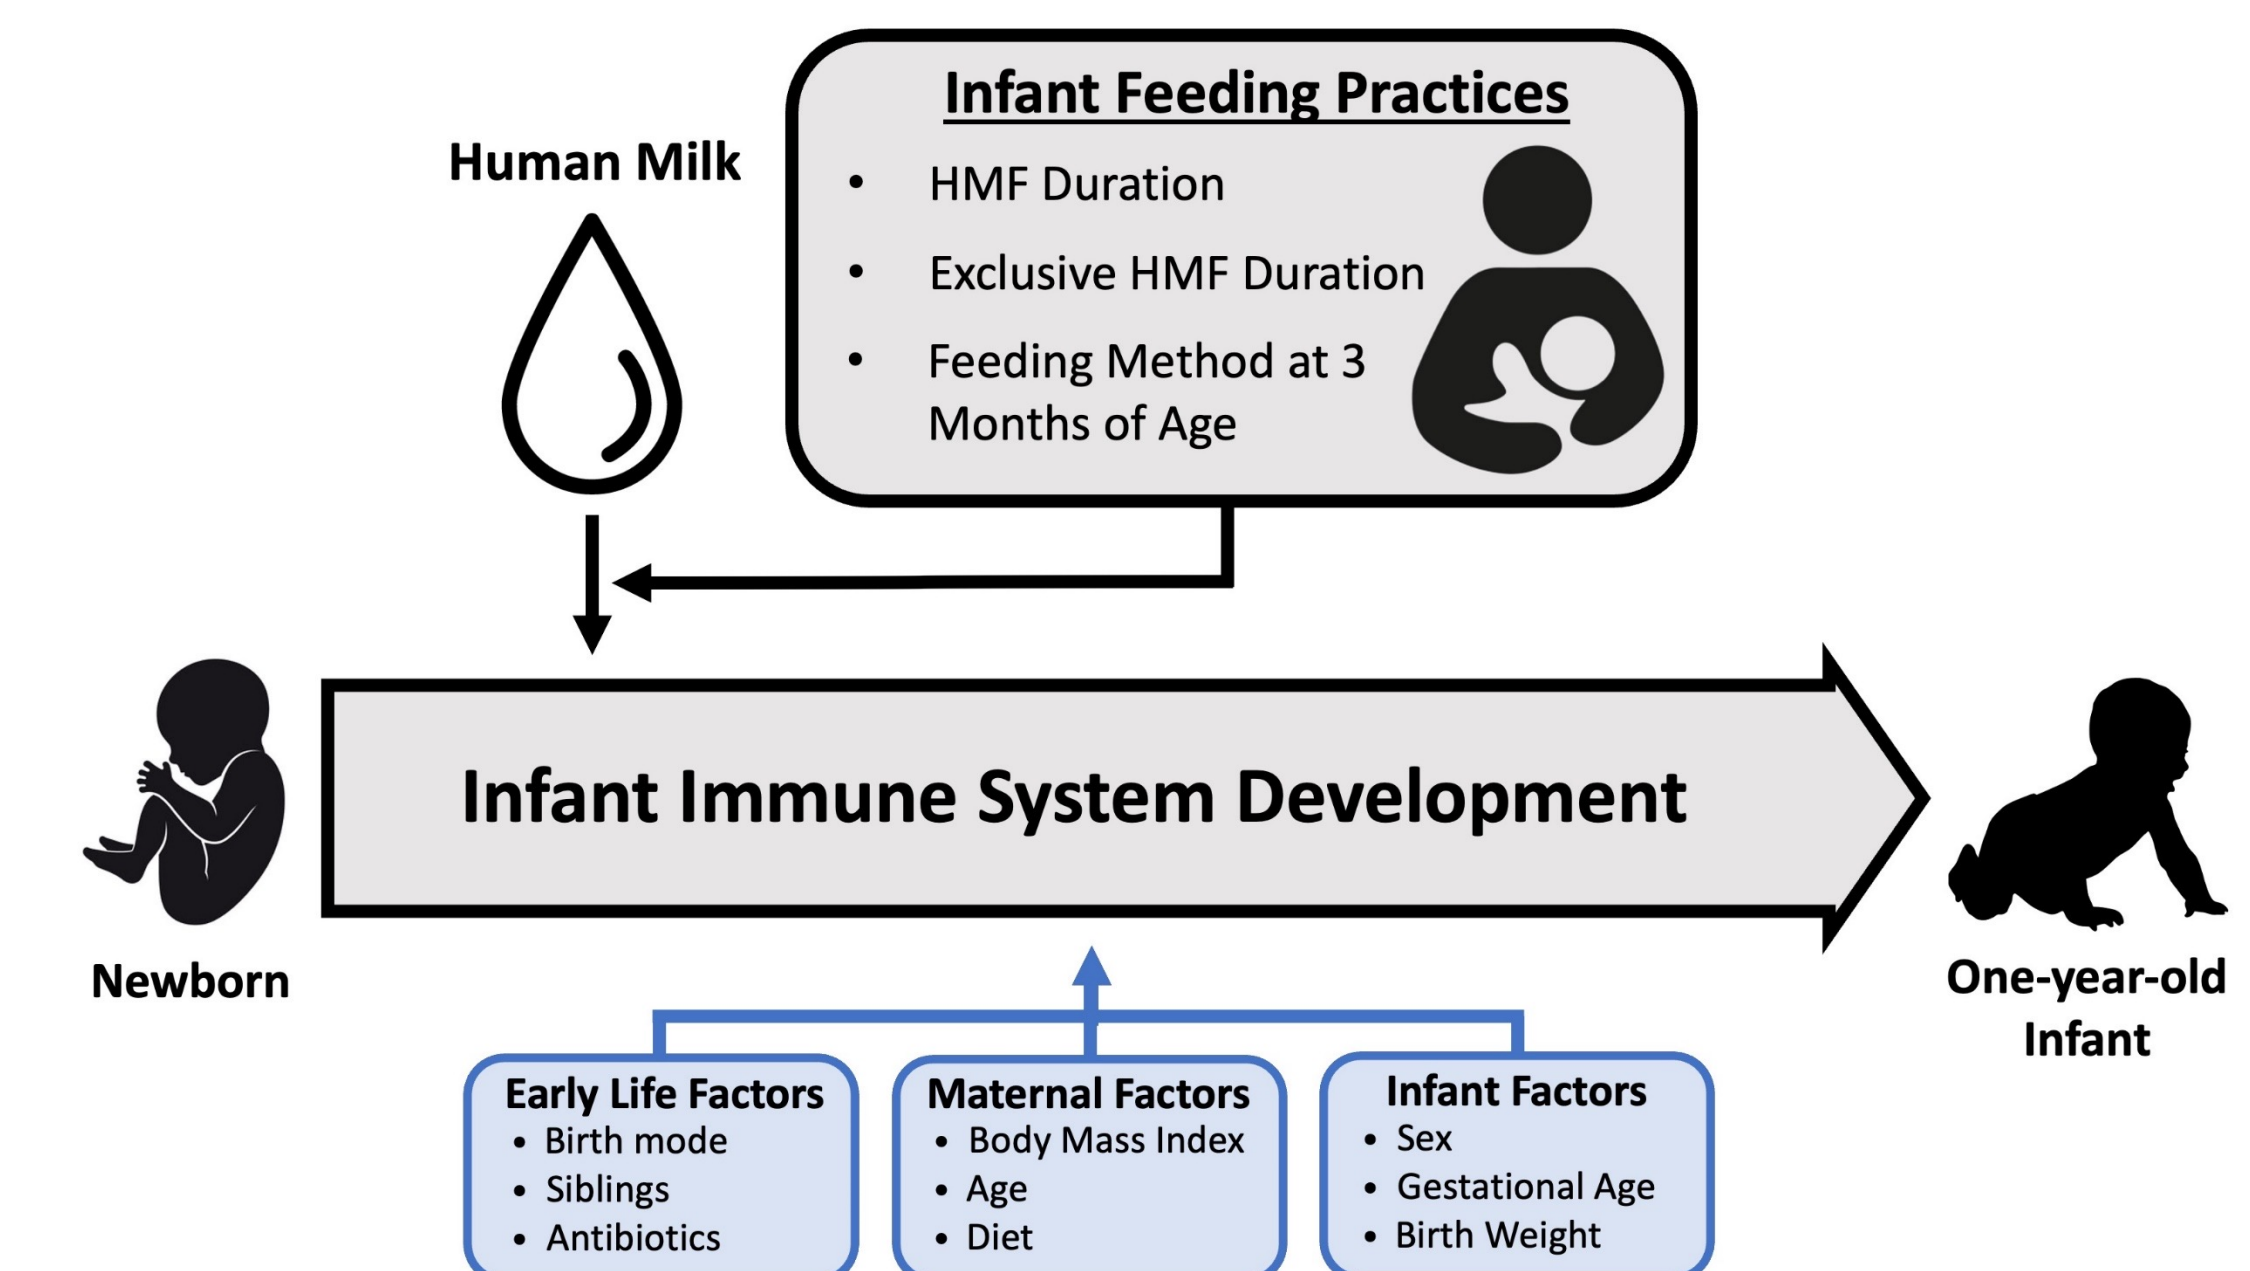 Infant Feeding Practices
Human Milk
• HMF Duration
• Exclusive HMF Duration
• Feeding Method at 3
Months of Age
Infant Immune System Development
Newborn
One-year-old
Infant
Early Life Factors
• Birth mode
• Siblings
• Antibiotics
Maternal Factors
• Body Mass Index
• Age
• Diet
Infant Factors
• Sex
• Gestational Age
• Birth Weight